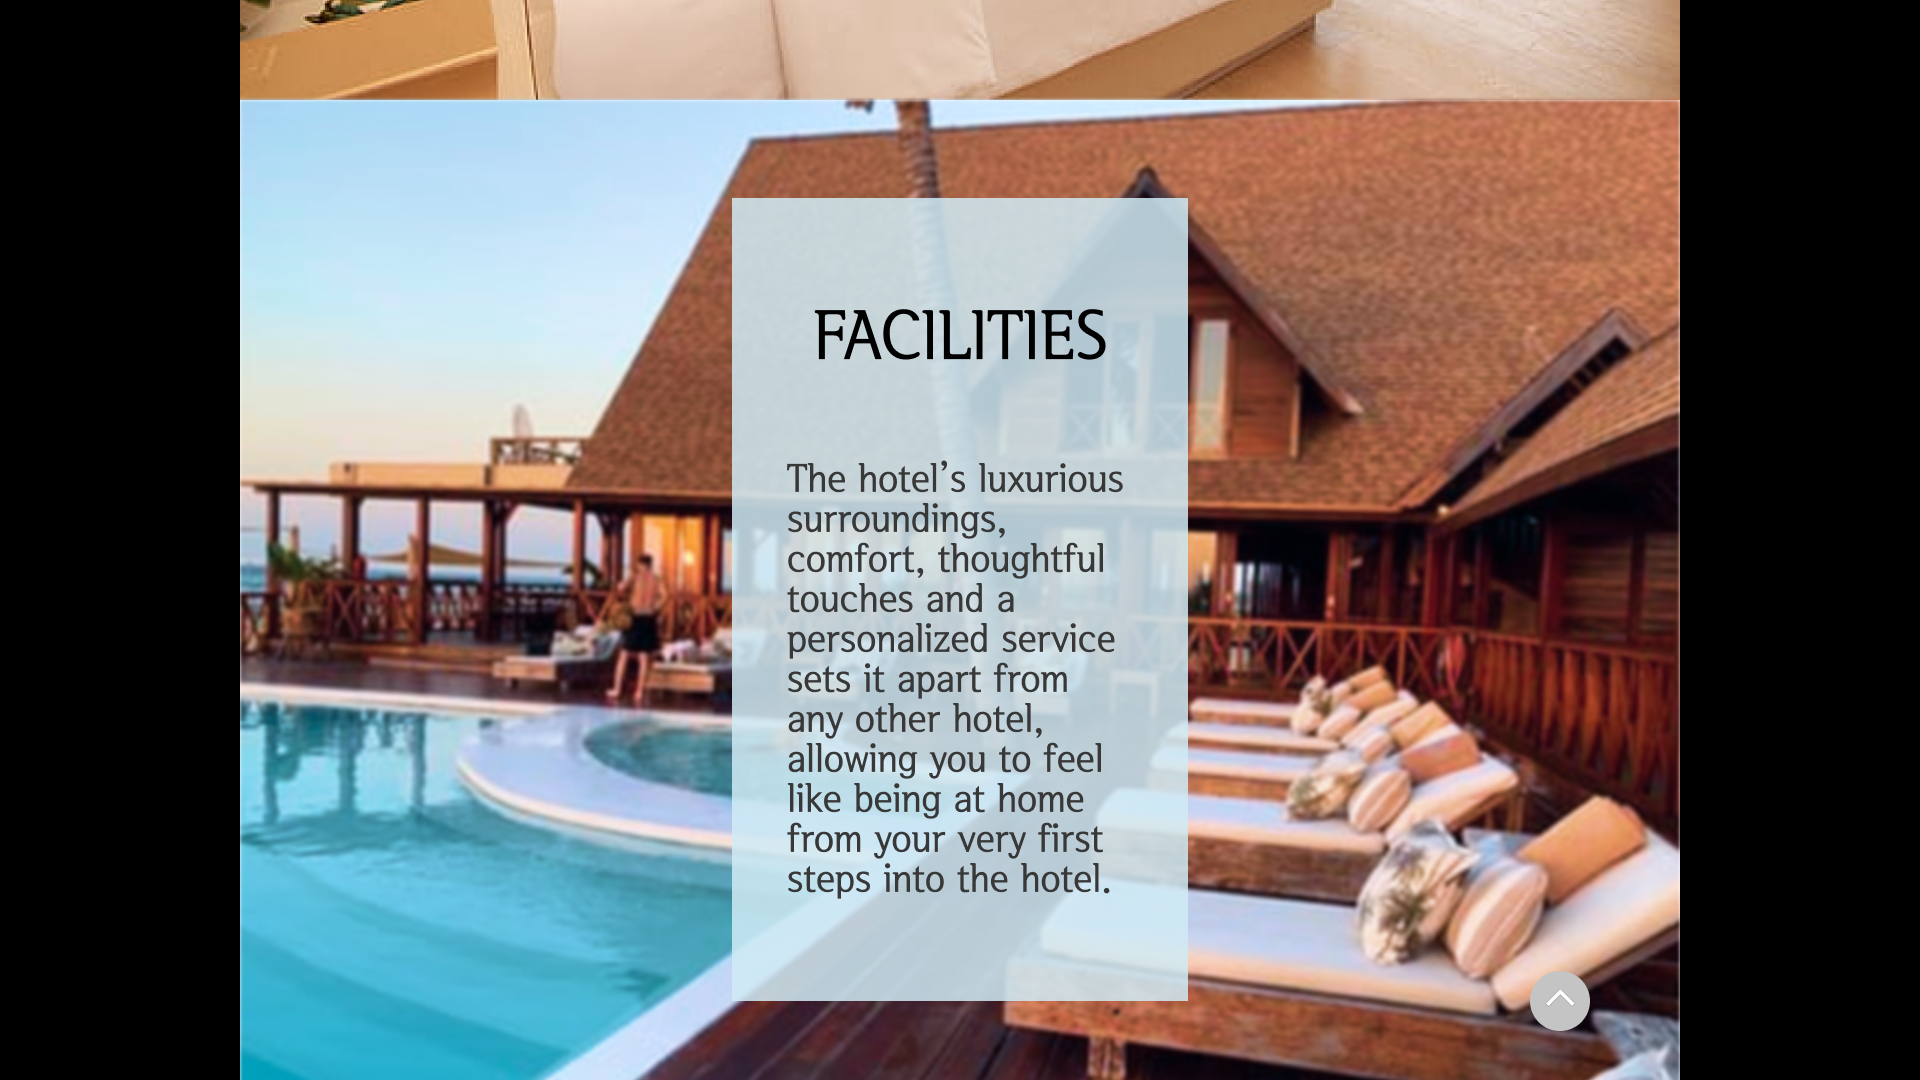 FACILITIES
The hotel’s luxurious
surroundings,
comfort, thoughtful
touches and a
personalized service
sets it apart from
any other hotel,
allowing you to feel
like being at home
from your very first
steps into the hotel.